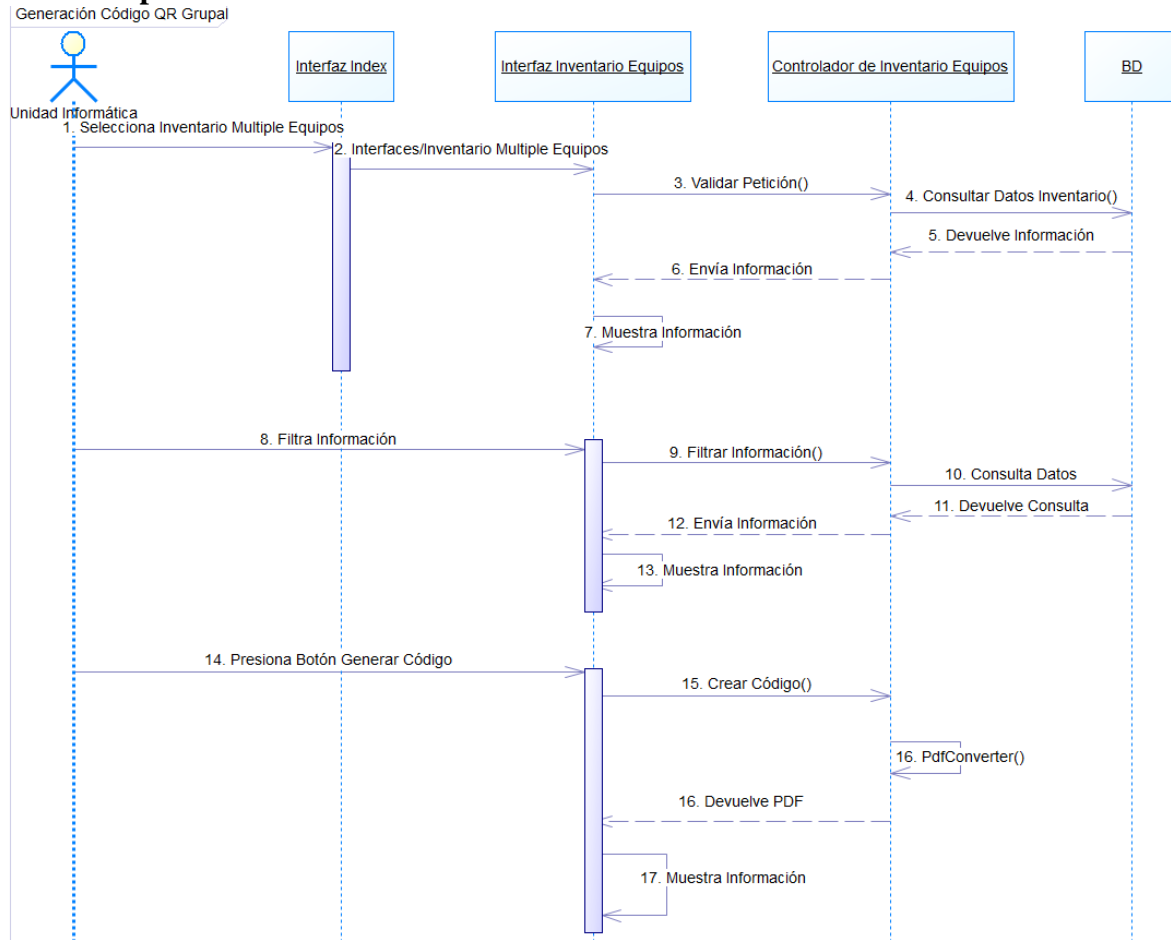 Generación Código QR Grupal
Interfaz Index
Interfaz Inventario Equipos
Controlador de Inventario Equipos
BD
Unidad Informática
1. Selecciona Inventario Multiple Equipos
2. Interfaces/Inventario Multiple Equipos
3. Validar Petición()
4. Consultar Datos Inventario()
5. Devuelve Información
6. Envía Información
7. Muestra Información
8. Filtra Información
9. Filtrar Información()
10. Consulta Datos
11. Devuelve Consulta
12. Envía Información
13. Muestra Información
14. Presiona Botón Generar Código
15. Crear Código()
16. PdfConverter()
16. Devuelve PDF
17. Muestra Información